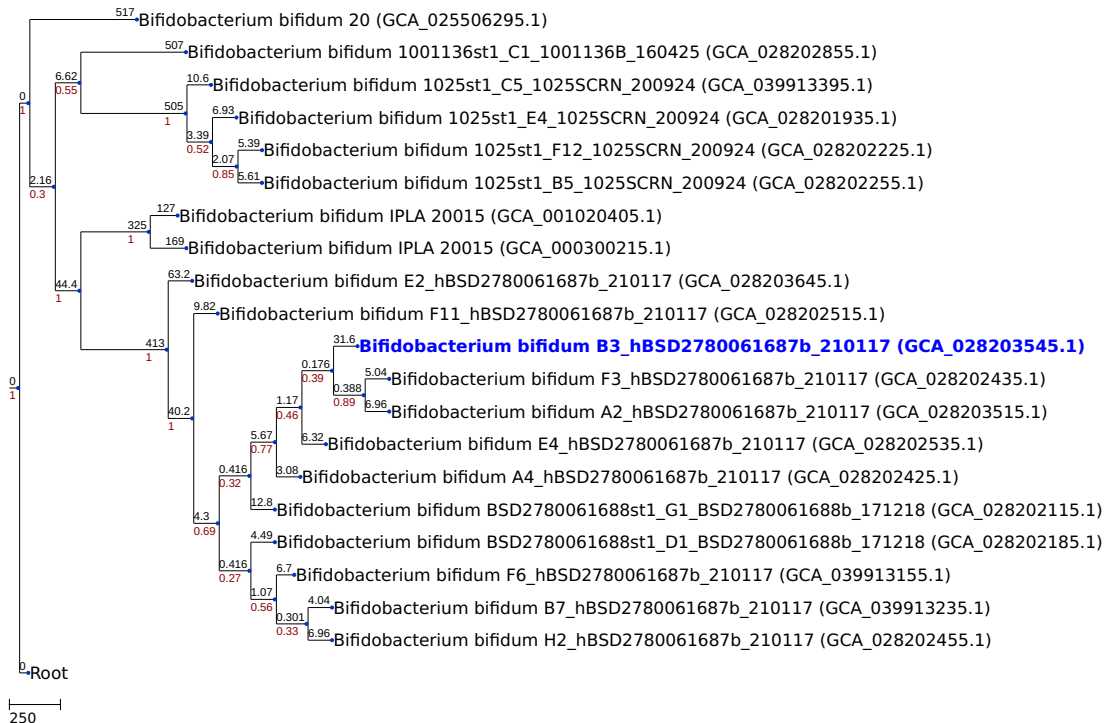 517 Bifidobacterium bifidum 20 (GCA_025506295.1)
507 Bifidobacterium bifidum 1001136st1_C1_1001136B_160425 (GCA_028202855.1)
6.62
0.55
10.6 Bifidobacterium bifidum 1025st1_C5_1025SCRN_200924 (GCA_039913395.1)
0
1
505
1
6.93 Bifidobacterium bifidum 1025st1_E4_1025SCRN_200924 (GCA_028201935.1)
3.39
0.52
5.39 Bifidobacterium bifidum 1025st1_F12_1025SCRN_200924 (GCA_028202225.1)
2.07
0.85
2.16
0.3
5.61 Bifidobacterium bifidum 1025st1_B5_1025SCRN_200924 (GCA_028202255.1)
127 Bifidobacterium bifidum IPLA 20015 (GCA_001020405.1)
325
1
169 Bifidobacterium bifidum IPLA 20015 (GCA_000300215.1)
63.2 Bifidobacterium bifidum E2_hBSD2780061687b_210117 (GCA_028203645.1)
44.4
1
9.82 Bifidobacterium bifidum F11_hBSD2780061687b_210117 (GCA_028202515.1)
413
1
31.6 Bifidobacterium bifidum B3_hBSD2780061687b_210117 (GCA_028203545.1)
0.176
0.39
5.04 Bifidobacterium bifidum F3_hBSD2780061687b_210117 (GCA_028202435.1)
0
1
0.388
0.89
6.96 Bifidobacterium bifidum A2_hBSD2780061687b_210117 (GCA_028203515.1)
1.17
0.46
40.2
1
6.32 Bifidobacterium bifidum E4_hBSD2780061687b_210117 (GCA_028202535.1)
5.67
0.77
3.08 Bifidobacterium bifidum A4_hBSD2780061687b_210117 (GCA_028202425.1)
0.416
0.32
12.8 Bifidobacterium bifidum BSD2780061688st1_G1_BSD2780061688b_171218 (GCA_028202115.1)
4.3
0.69
4.49 Bifidobacterium bifidum BSD2780061688st1_D1_BSD2780061688b_171218 (GCA_028202185.1)
0.416
0.27
6.7 Bifidobacterium bifidum F6_hBSD2780061687b_210117 (GCA_039913155.1)
1.07
0.56
4.04 Bifidobacterium bifidum B7_hBSD2780061687b_210117 (GCA_039913235.1)
0.301
0.33
6.96 Bifidobacterium bifidum H2_hBSD2780061687b_210117 (GCA_028202455.1)
0 Root
250